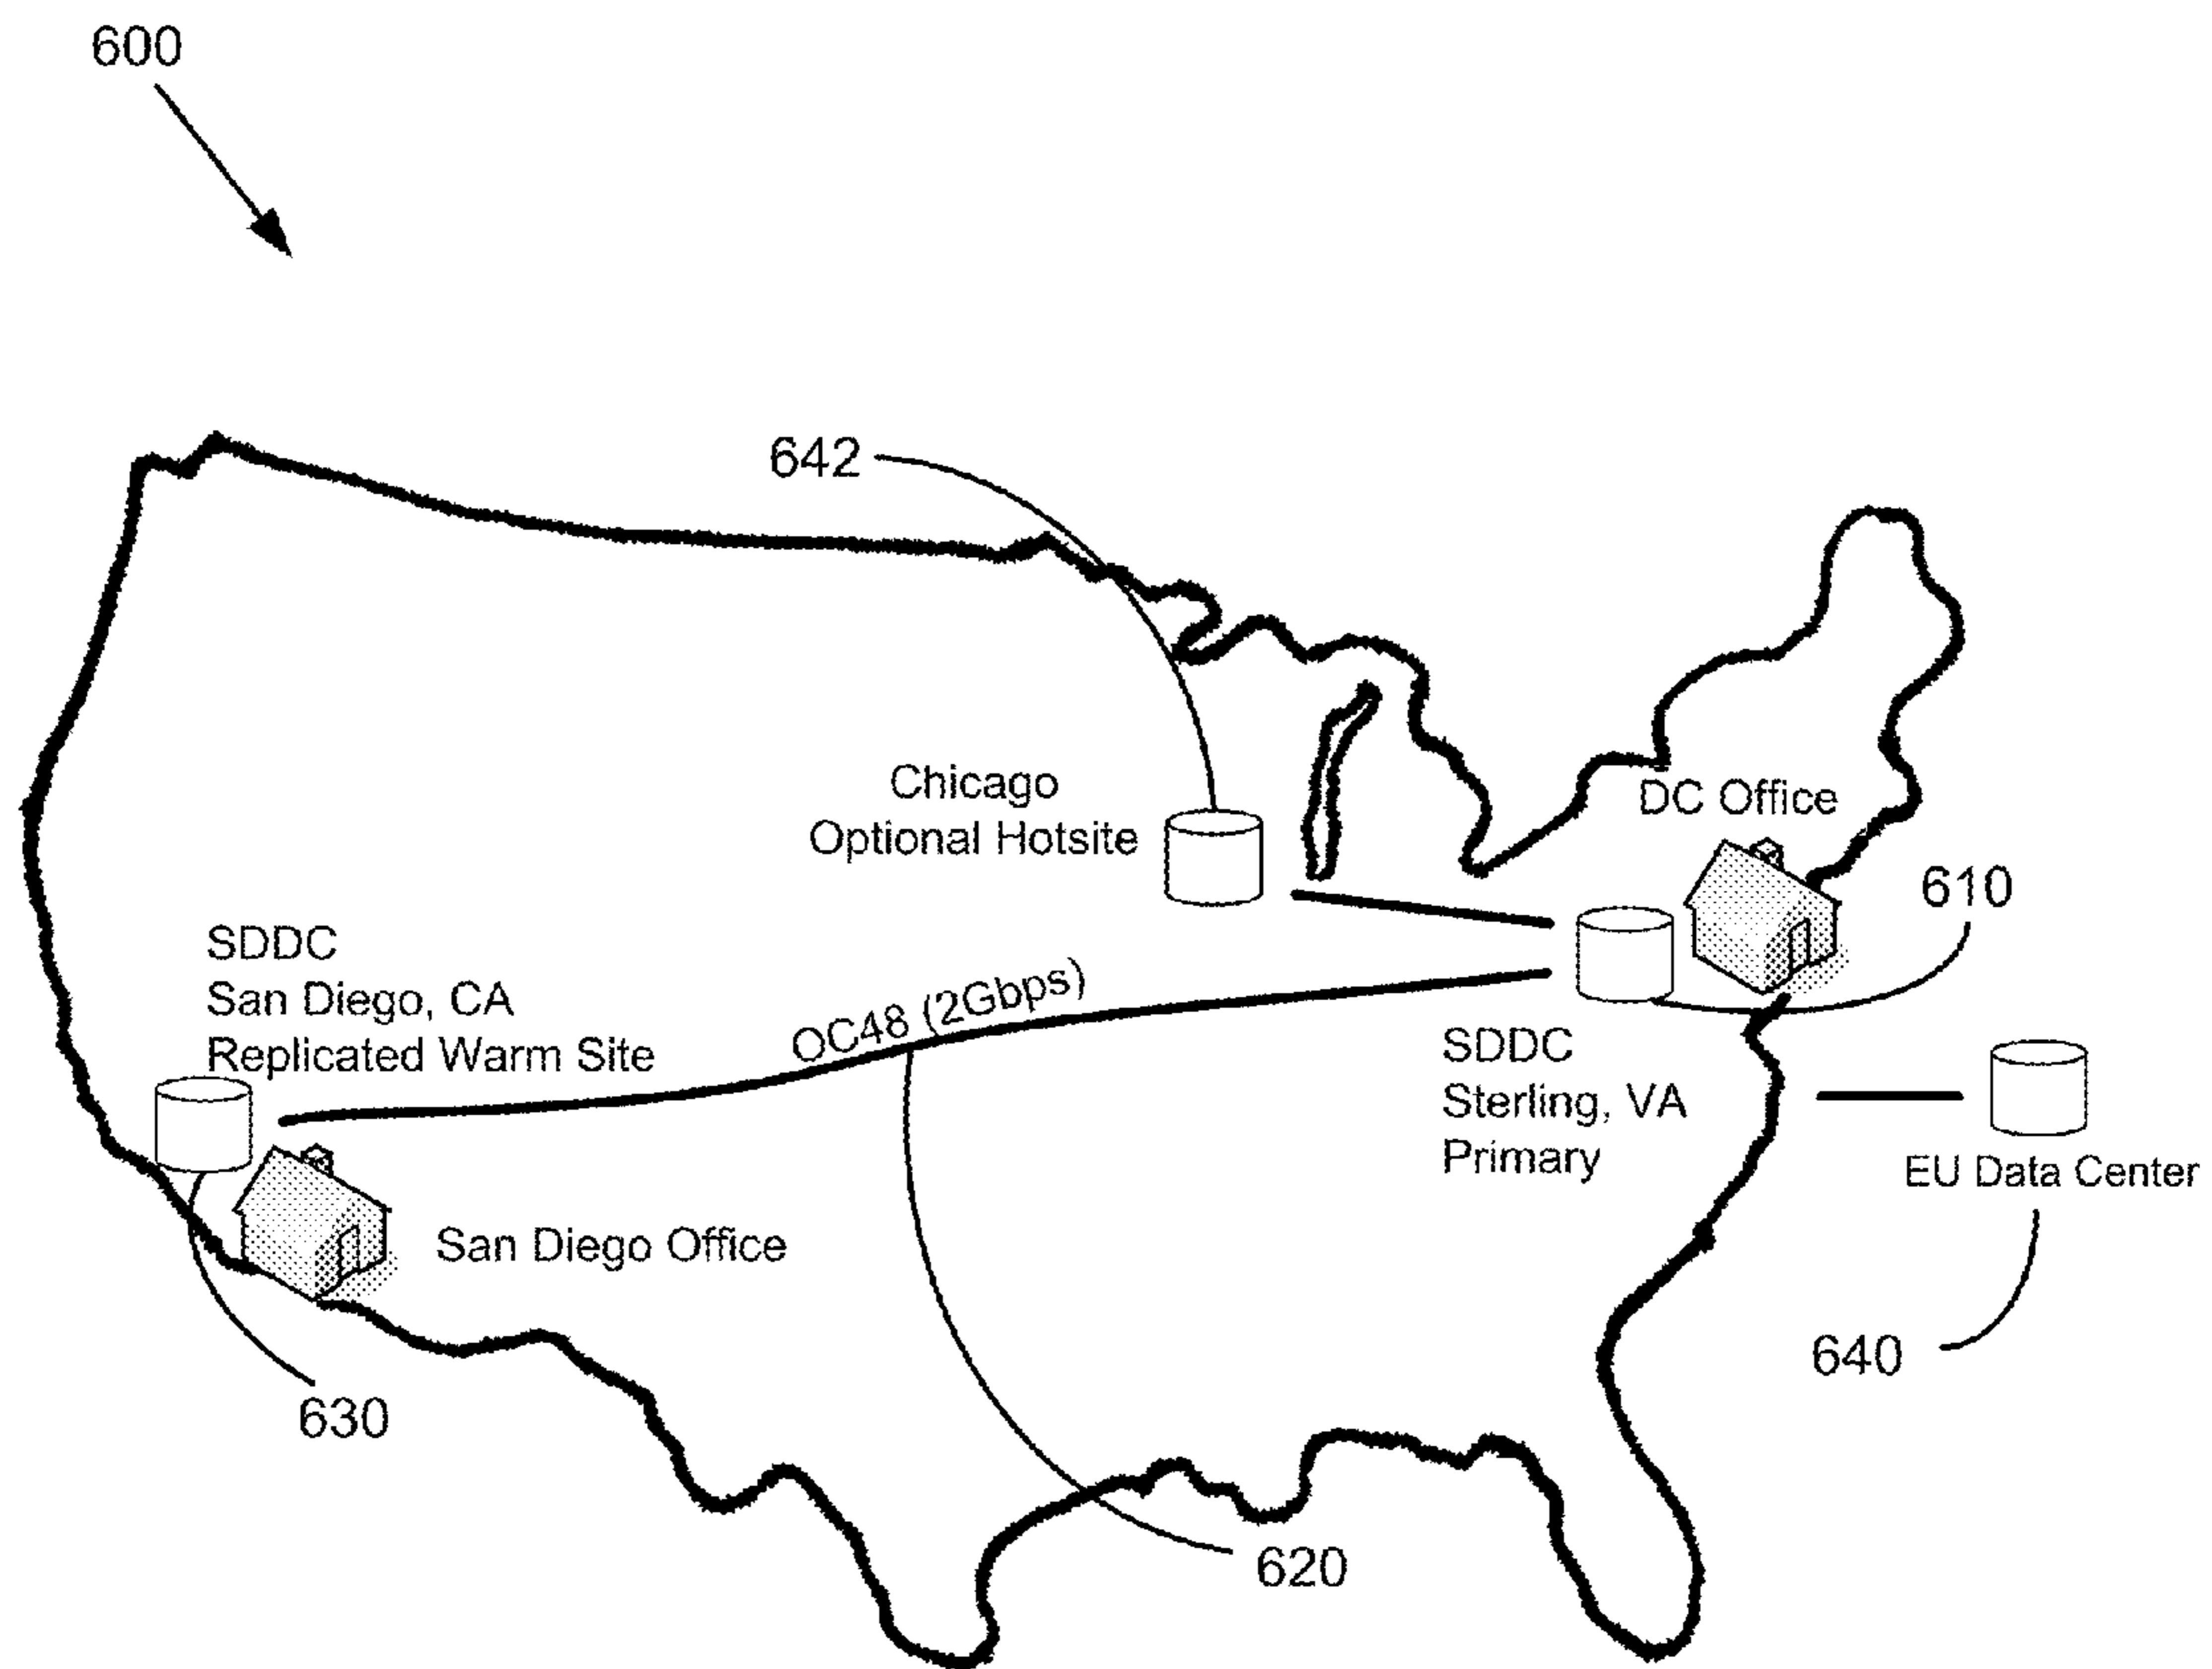 600
642
Chicago
Optional Hotsite
DC Office
610
SDDC
San Diego, CA
Replicated Warm Site
OC48 (2Gbps)
SDDC
Sterling, VA
Primary
EU Data Center
San Diego Office
640
630
620